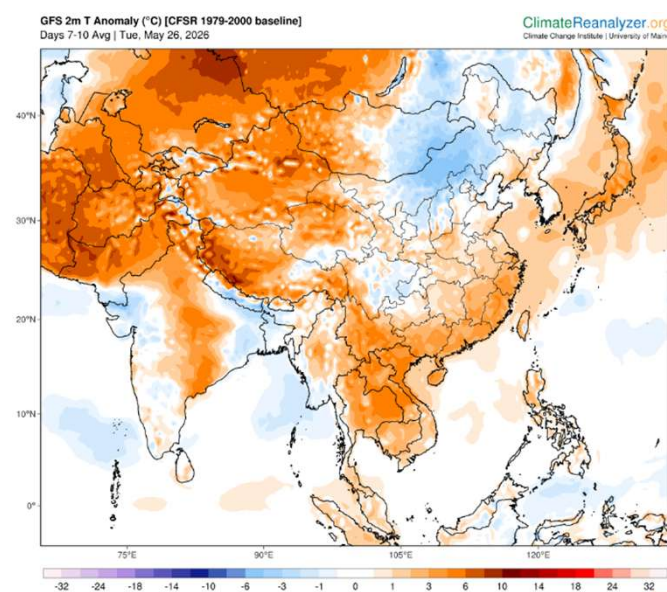 GFS 2m T Anomaly (°C) [CFSR 1979-2000 baseline]
Days 7-10 Avg | Tue, May 26, 2026
ClimateReanalyzer.org
Climate Change Institute | University of Main
40°N
30°N
20°N
10°N
0°
75°E
90°E
105°E
120°E
-32 -24 -18 -14 -10 -6 -3 -1 0 1 3 6 10 14 18 24 32